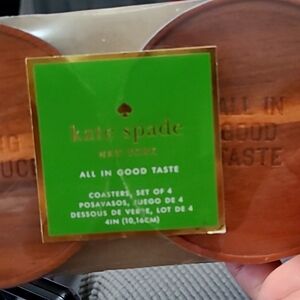 kate spade
NEW YORK
ALL IN GOOD TASTE
COASTERS, SET OF 4
POSAVASOS, JUEGO DE 4
DESSOUS DE VERRE, LOT DE 4
4IN (10,16CM)
ALL IN
GOOD
TASTE